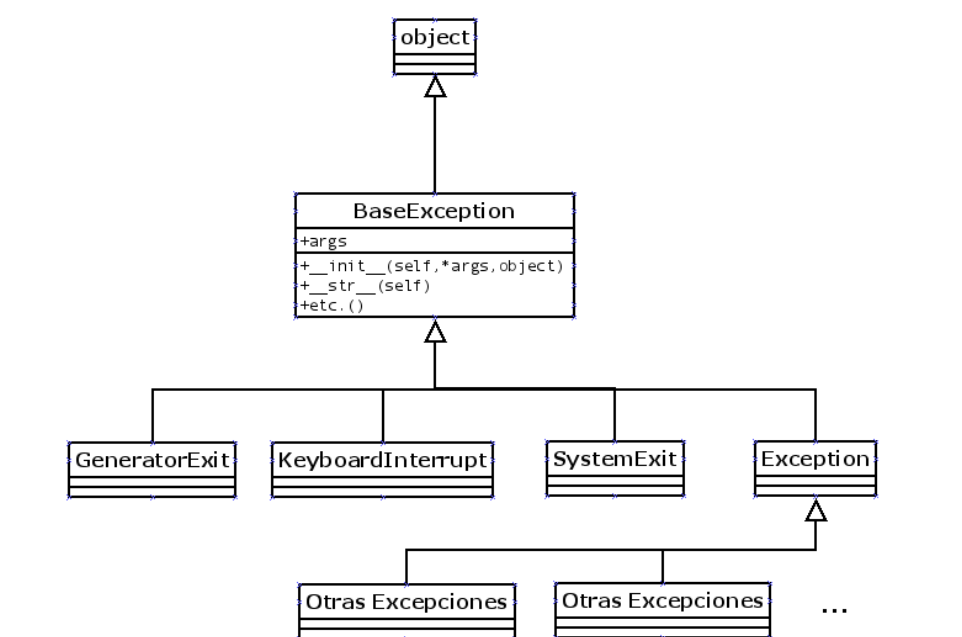 object
BaseException
+args
+__init__(self,*args,object)
+__str__(self)
+etc.()
GeneratorExit
KeyboardInterrupt
SystemExit
Exception
Otras Excepciones
Otras Excepciones
...